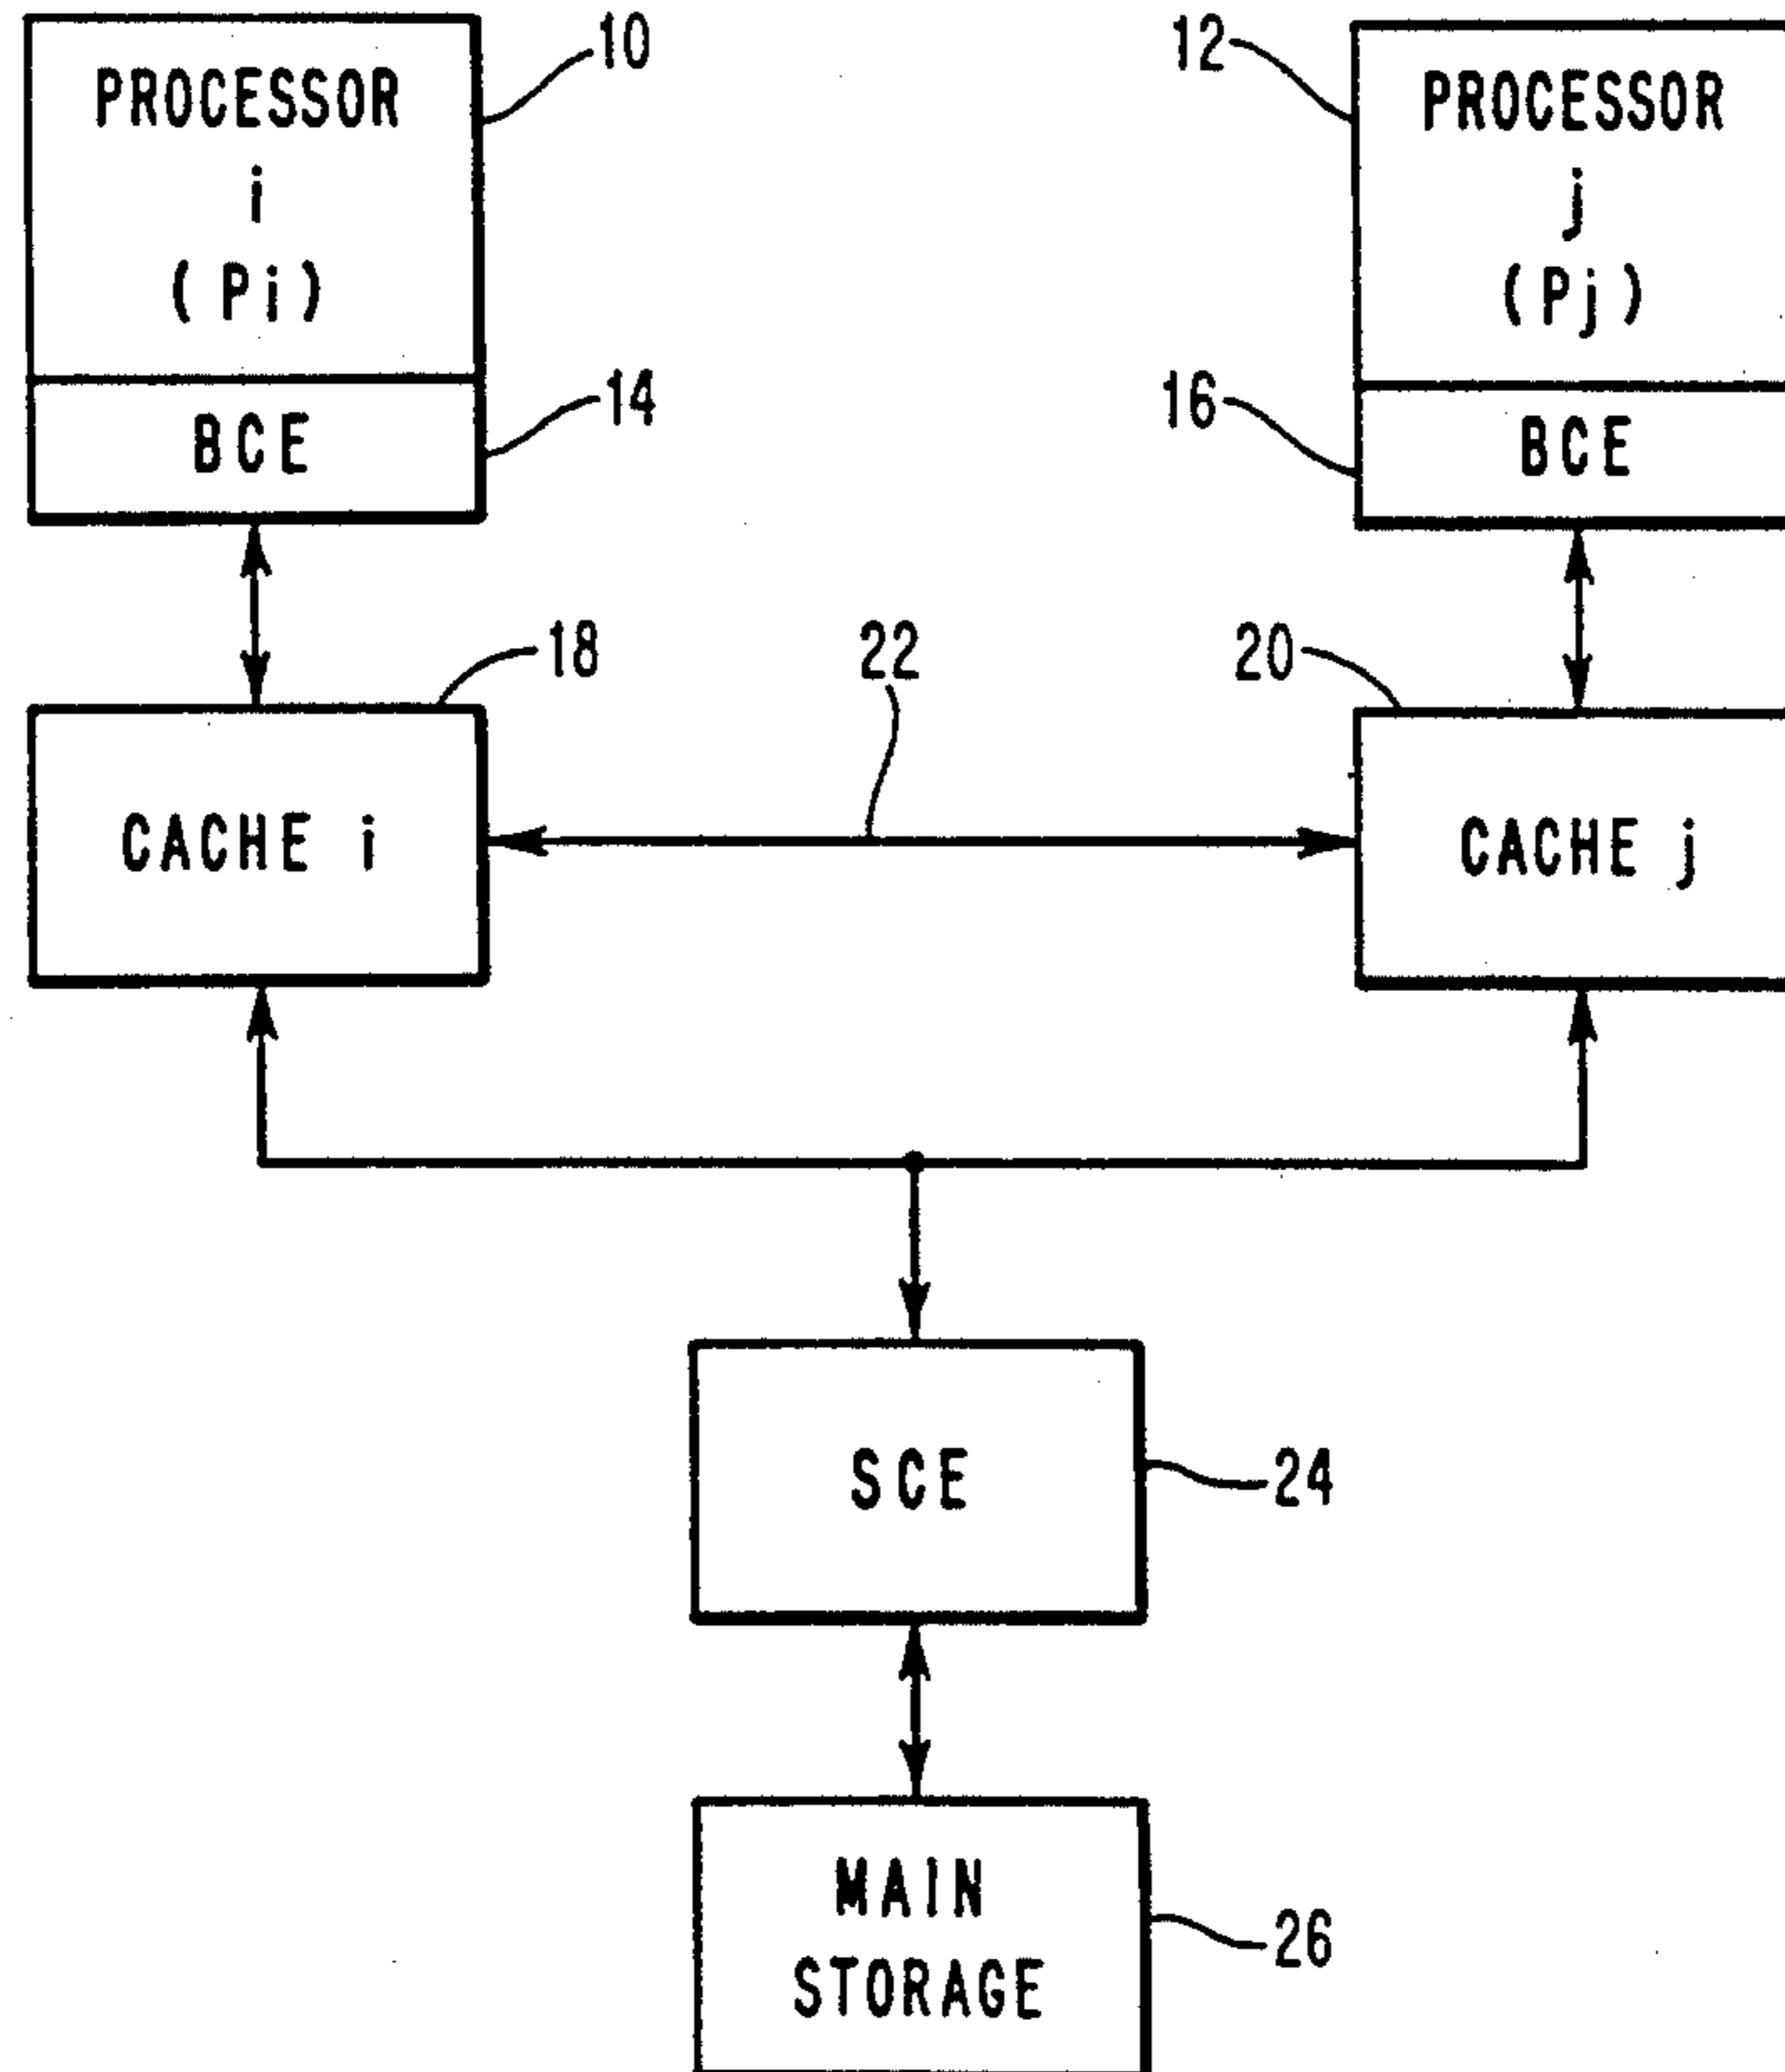 10
12
PROCESSOR
i
(Pi)
PROCESSOR
j
(Pj)
14
16
BCE
BCE
18
22
20
CACHE i
CACHE j
SCE
24
MAIN
STORAGE
26